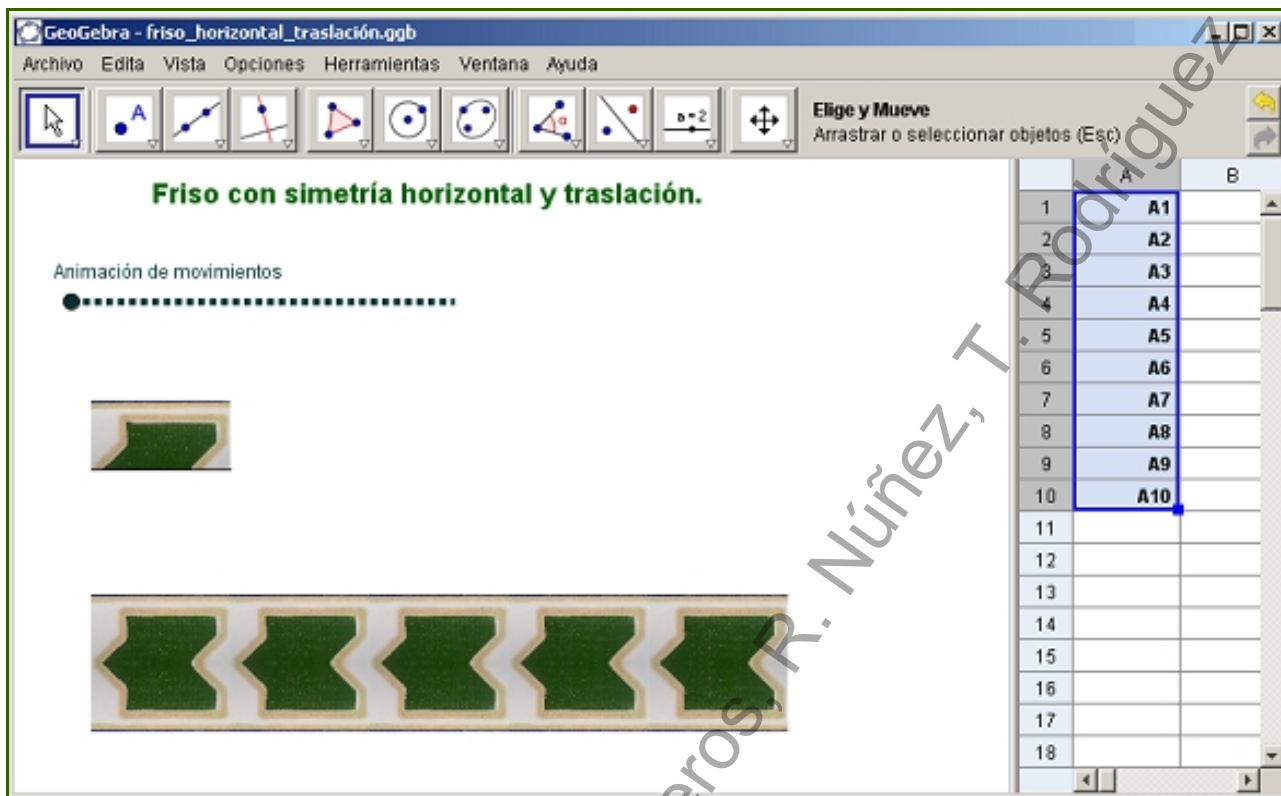 GeoGebra - friso_horizontal_traslación.ggb
Archivo Edita Vista Opciones Herramientas Ventana Ayuda
A
α
a=2
Elige y Mueve
Arrastrar o seleccionar objetos (Esc)
Friso con simetría horizontal y traslación.
Animación de movimientos
A B
1 A1
2 A2
3 A3
4 A4
5 A5
6 A6
7 A7
8 A8
9 A9
10 A10
11
12
13
14
15
16
17
18
R. Núñez, T. Rodríguez